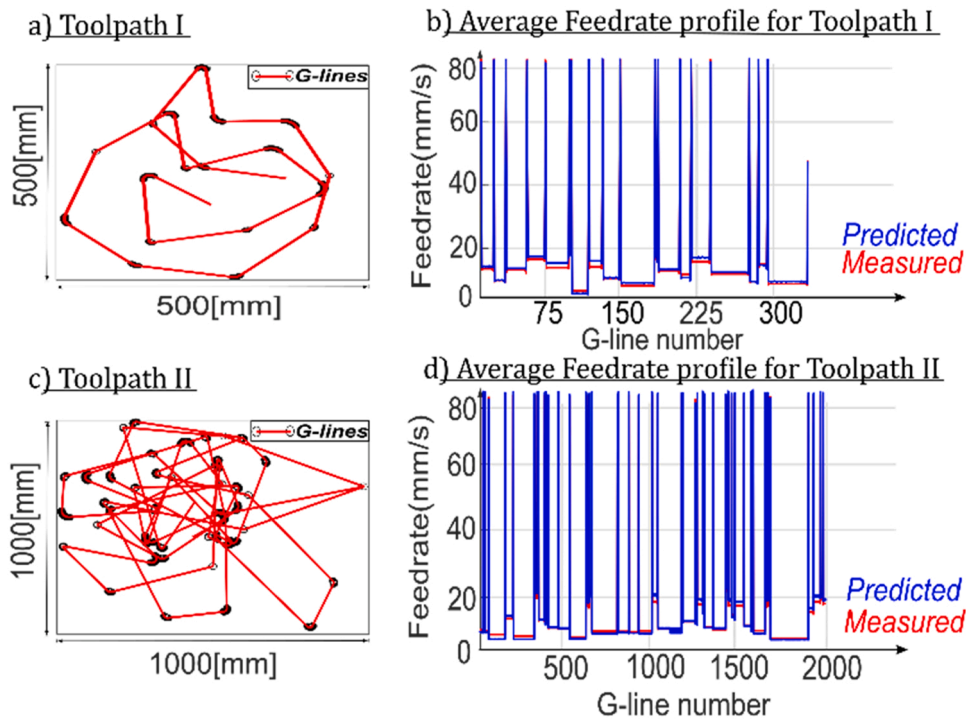 a) Toolpath I
G-lines
500[mm]
500[mm]
b) Average Feedrate profile for Toolpath I
Feedrate(mm/s)
80
60
40
20
0
75 150 225 300
G-line number
Predicted
Measured
c) Toolpath II
G-lines
1000[mm]
1000[mm]
d) Average Feedrate profile for Toolpath II
Feedrate(mm/s)
80
60
40
20
0
500 1000 1500 2000
G-line number
Predicted
Measured